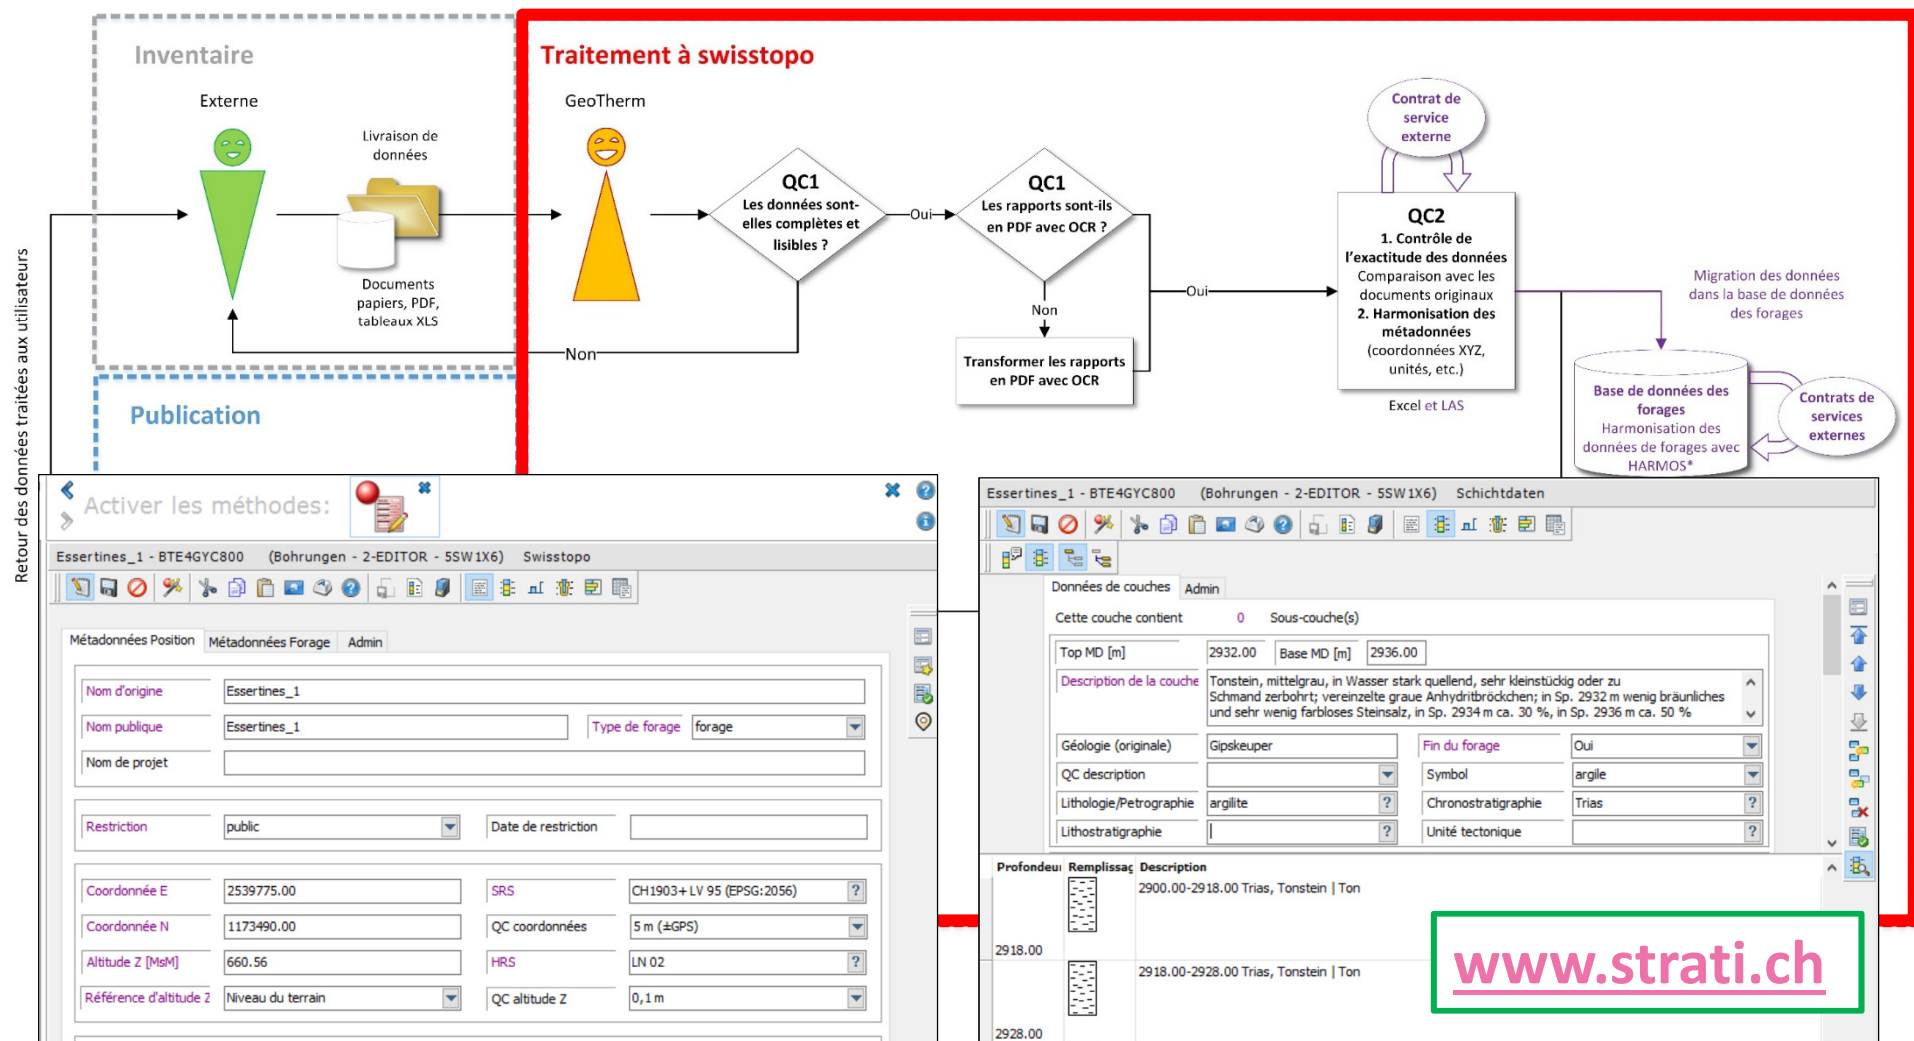 Inventaire
Externe
Livraison de
données
Documents
papiers, PDF,
tableaux XLS
Publication
Retour des données traitées aux utilisateurs
Traitement à swisstopo
GeoTherm
QC1
Les données sont-
elles complètes et
lisibles ?
Oui
Non
QC1
Les rapports sont-ils
en PDF avec OCR ?
Non
Transformer les rapports
en PDF avec OCR
Oui
Contrat de
service
externe
QC2
1. Contrôle de
l'exactitude des données
Comparaison avec les
documents originaux
2. Harmonisation des
métadonnées
(coordonnées XYZ,
unités, etc.)
Excel et LAS
Migration des données
dans la base de données
des forages
Base de données des
forages
Harmonisation des
données de forages avec
HARMOS*
Contrats de
services
externes
Activer les méthodes:
Essertines_1 - BTE4GYC800 (Bohrungen - 2-EDITOR - 5SW1X6) Swisstopo
Métadonnées Position Métadonnées Forage Admin
Nom d'origine Essertines_1
Nom publique Essertines_1 Type de forage forage
Nom de projet
Restriction public Date de restriction
Coordonnée E 2539775.00 SRS CH1903+ LV 95 (EPSG:2056) ?
Coordonnée N 1173490.00 QC coordonnées 5 m (±GPS)
Altitude Z [MsM] 660.56 HRS LN 02 ?
Référence d'altitude Z Niveau du terrain QC altitude Z 0,1 m
Essertines_1 - BTE4GYC800 (Bohrungen - 2-EDITOR - 5SW1X6) Schichtdaten
Données de couches Admin
Cette couche contient 0 Sous-couche(s)
Top MD [m] 2932.00 Base MD [m] 2936.00
Description de la couche Tonstein, mittelgrau, in Wasser stark quellend, sehr kleinstückig oder zu
Schmand zerbohrt; vereinzelte graue Anhydritbröckchen; in Sp. 2932 m wenig bräunliches
und sehr wenig farbloses Steinsalz, in Sp. 2934 m ca. 30 %, in Sp. 2936 m ca. 50 %
Géologie (originale) Gipskeuper Fin du forage Oui
QC description Symbol argile
Lithologie/Petrographie argilite ? Chronostratigraphie Trias ?
Lithostratigraphie ? Unité tectonique ?
Profondeur Remplissag Description
2900.00-2918.00 Trias, Tonstein | Ton
2918.00
2918.00-2928.00 Trias, Tonstein | Ton
2928.00
www.strati.ch